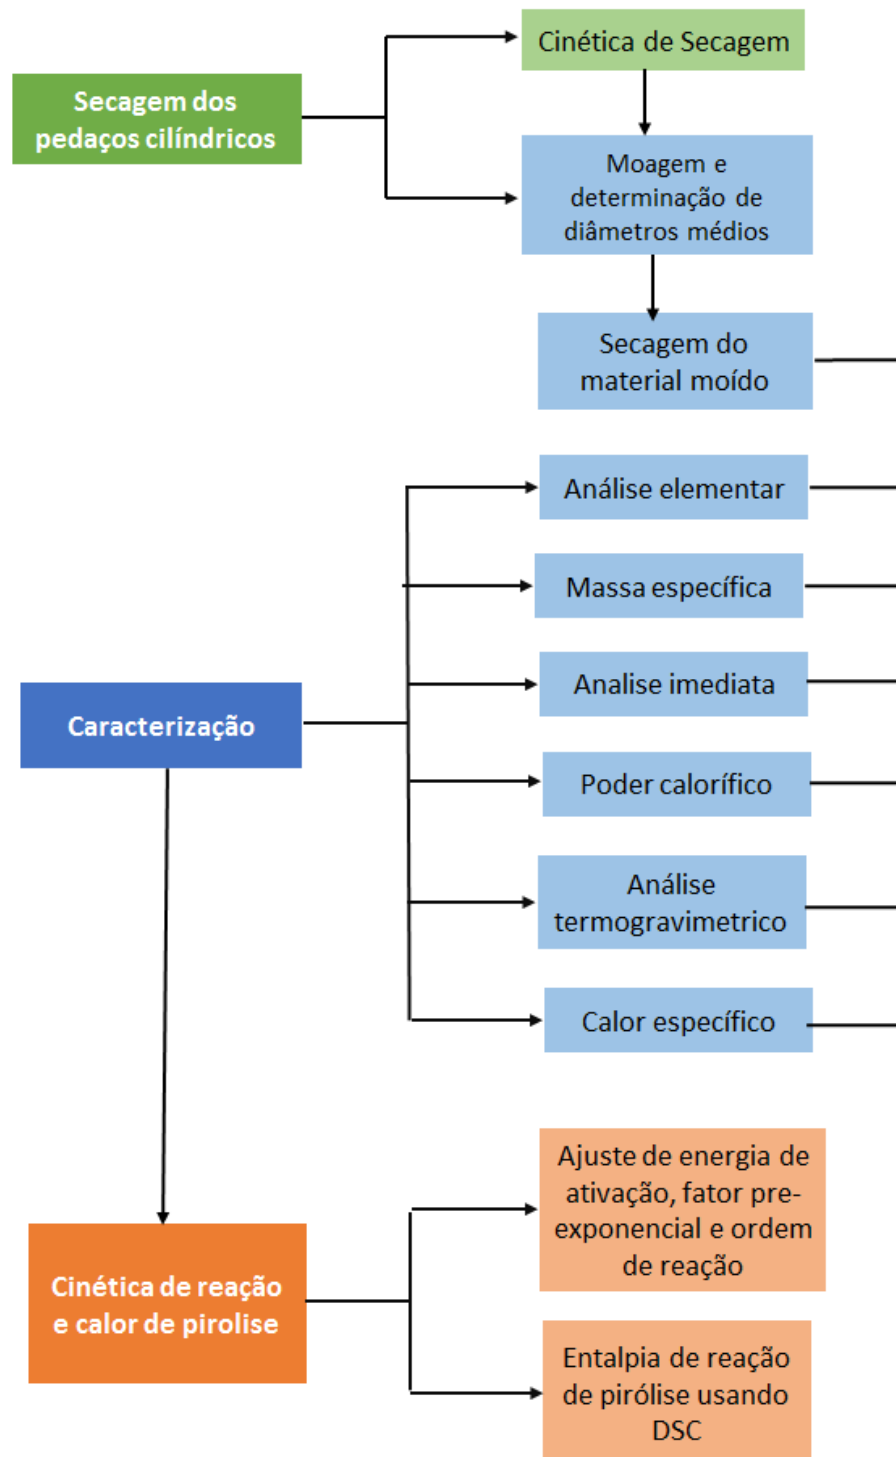 Cinética de Secagem
Secagem dos
pedaços cilíndricos
Moagem e
determinação de
diâmetros médios
Secagem do
material moído
Análise elementar
Massa específica
Analise imediata
Caracterização
Poder calorífico
Análise
termogravimetrico
Calor específico
Ajuste de energia de
ativação, fator pre-
exponencial e ordem
de reação
Cinética de reação
e calor de pirolise
Entalpia de reação
de pirólise usando
DSC